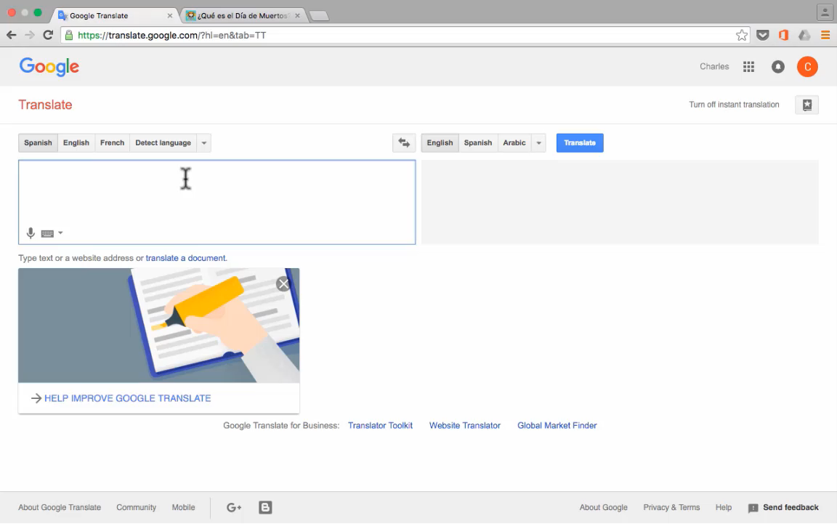 Google Translate
¿Qué es el Día de Muertos?
https://translate.google.com/?hl=en&tab=TT
Google
Charles
C
Translate
Turn off instant translation
Spanish English French Detect language
English Spanish Arabic Translate
Type text or a website address or translate a document.
HELP IMPROVE GOOGLE TRANSLATE
Google Translate for Business: Translator Toolkit Website Translator Global Market Finder
About Google Translate Community Mobile G+ B About Google Privacy & Terms Help Send feedback